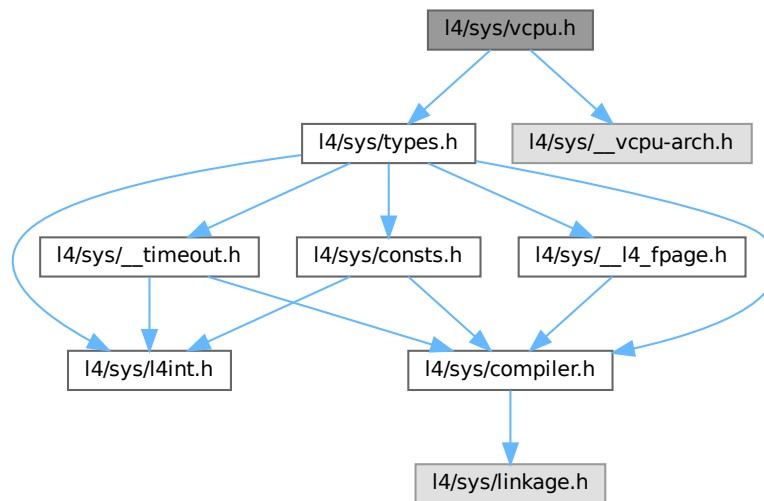 l4/sys/vcpu.h
l4/sys/types.h
l4/sys/__vcpu-arch.h
l4/sys/__timeout.h
l4/sys/consts.h
l4/sys/__l4_fpage.h
l4/sys/l4int.h
l4/sys/compiler.h
l4/sys/linkage.h